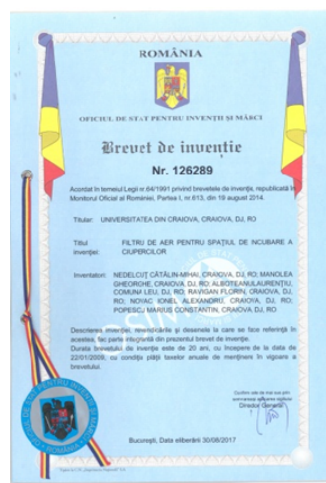 ROMÂNIA
OFICIUL DE STAT PENTRU INVENȚII ȘI MĂRCI
Brevet de invenție
Nr. 126289
Acordat în temeiul Legii nr.64/1991 privind brevetele de invenție, republicată în
Monitorul Oficial al României, Partea I, nr.613, din 19 august 2014.
Titular: UNIVERSITATEA DIN CRAIOVA, CRAIOVA, DJ, RO
Titlul invenției: FILTRU DE AER PENTRU SPAȚIUL DE INCUBARE A
CIUPERCILOR
Inventatori: NEDELCUȚ CĂTĂLIN-MIHAI, CRAIOVA, DJ, RO; MANOLEA
GHEORGHE, CRAIOVA, DJ, RO; ALBOTEANU LAURENȚIU,
COMUNA LEU, DJ, RO; RAVIGAN FLORIN, CRAIOVA, DJ,
RO; NOVAC IONEL ALEXANDRU, CRAIOVA, DJ, RO;
POPESCU MARIUS CONSTANTIN, CRAIOVA, DJ, RO
Descrierea invenției, revendicările și desenele la care se face referință în
acestea, fac parte integrantă din prezentul brevet de invenție.
Durata brevetului de invenție este de 20 ani, cu începere de la data de
22/01/2009, cu condiția plății taxelor anuale de menținere în vigoare a
brevetului.
Director General
București, Data eliberării 30/08/2017